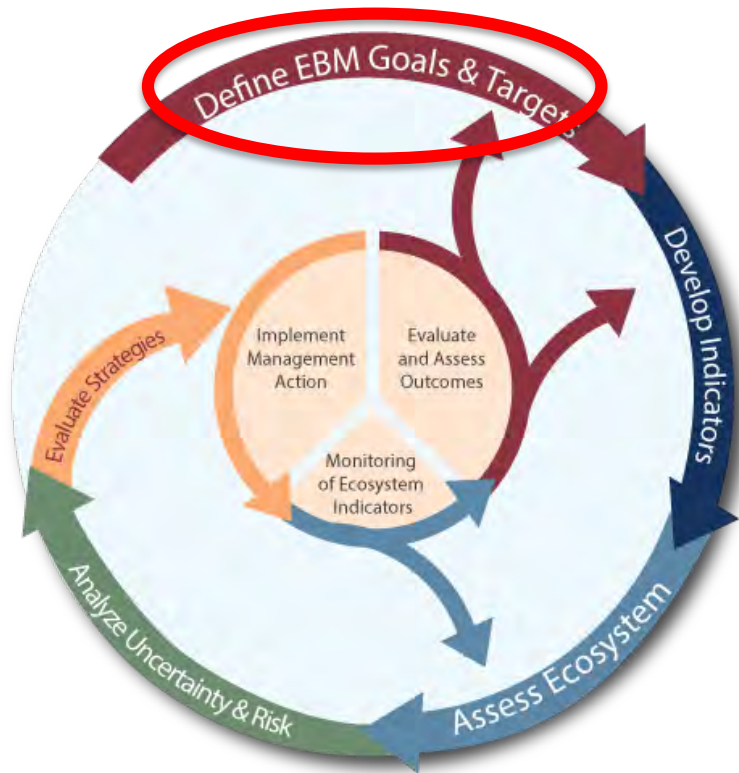 Define EBM Goals & Targets
Develop Indicators
Assess Ecosystem
Analyze Uncertainty & Risk
Evaluate Strategies
Implement
Management
Action
Evaluate
and Assess
Outcomes
Monitoring
of Ecosystem
Indicators